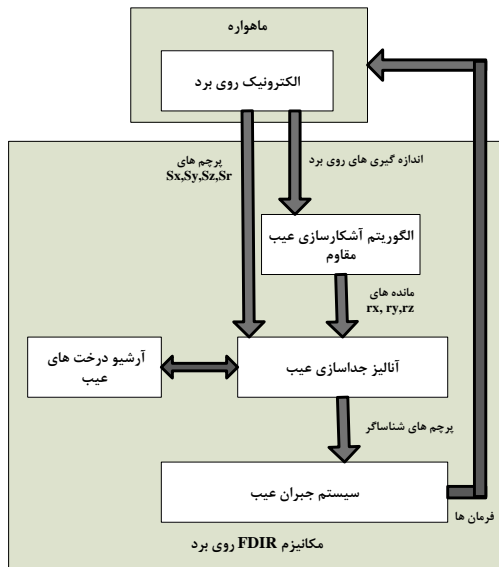 ماهواره
الکترونیک روی برد
پرچم های
Sx,Sy,Sz,Sr
اندازه گیری های روی برد
الگوریتم آشکارسازی عیب
مقاوم
مانده های
rx, ry,rz
آنالیز جداسازی عیب
آرشیو درخت های
عیب
پرچم های شناساگر
سیستم جبران عیب
فرمان ها
مکانیزم FDIR روی برد